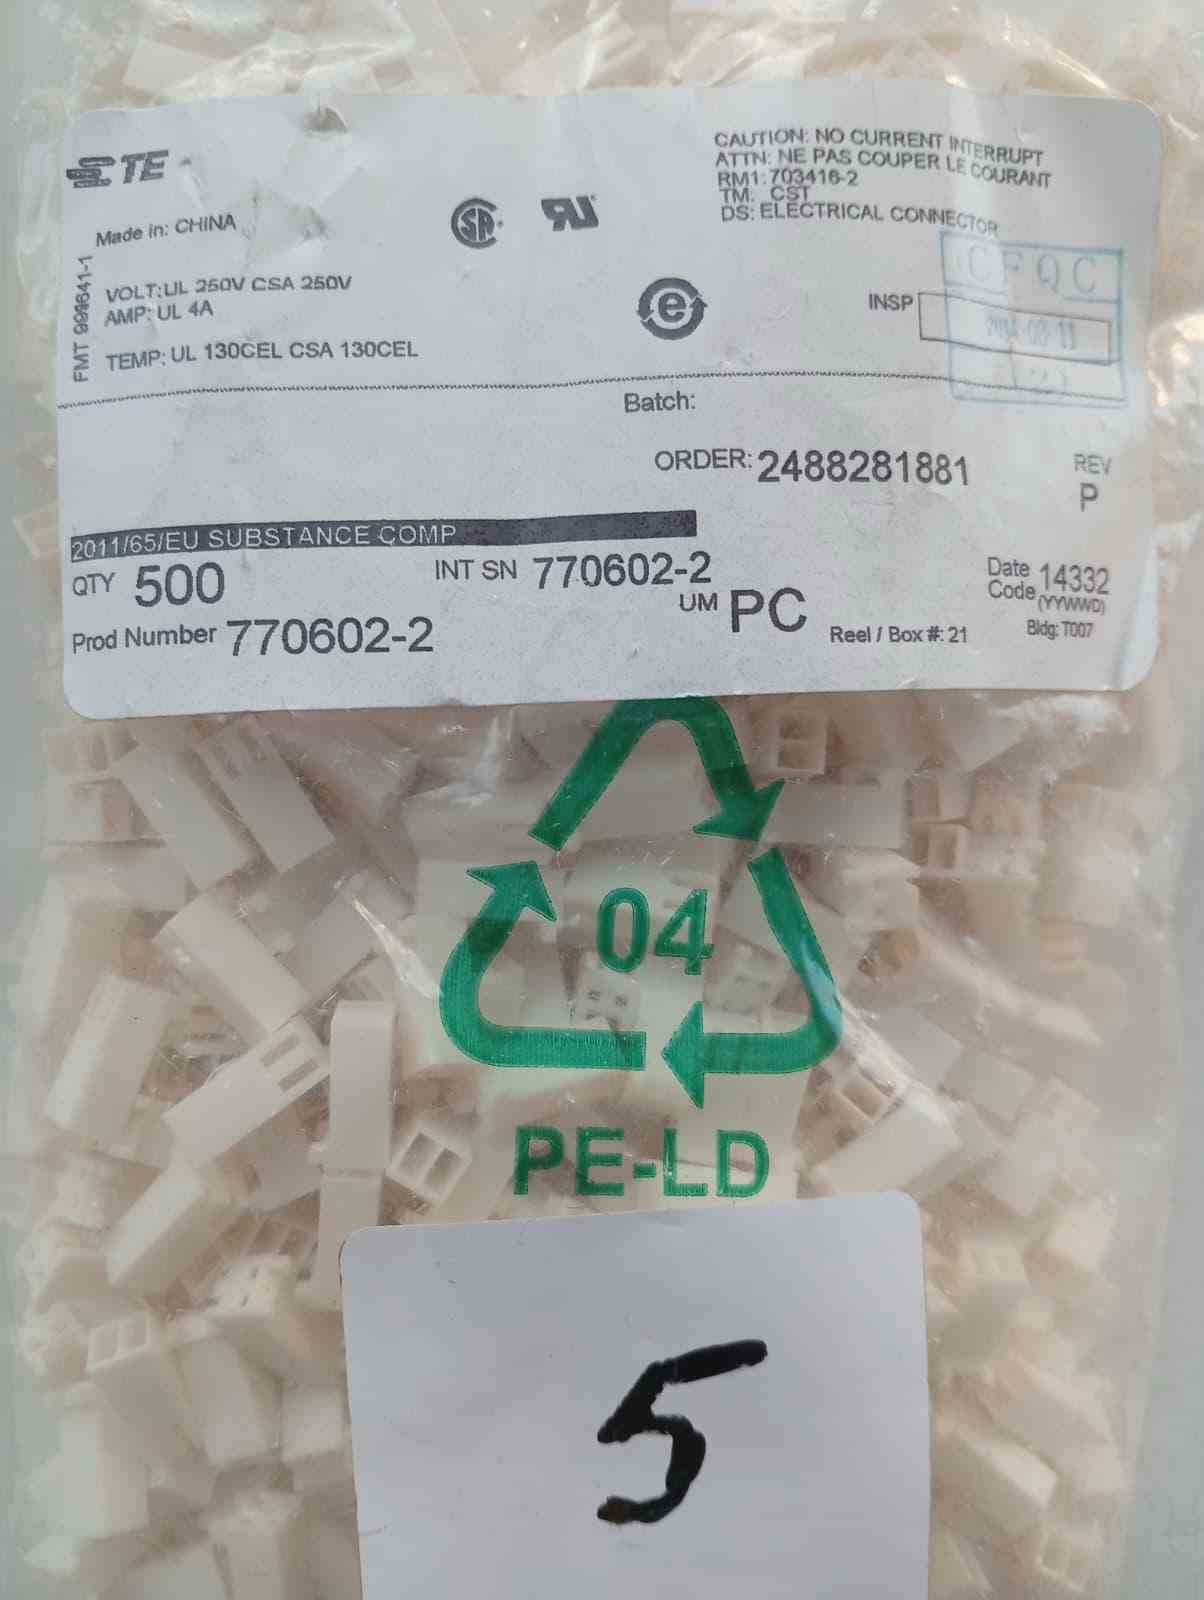 TE
CAUTION: NO CURRENT INTERRUPT
ATTN: NE PAS COUPER LE COURANT
RM1: 703416-2
TM: CST
DS: ELECTRICAL CONNECTOR
Made in: CHINA
FMT 999641-1
VOLT: UL 250V CSA 250V
AMP: UL 4A
TEMP: UL 130CEL CSA 130CEL
SA
e
INSP
CFQC
Batch:
ORDER: 2488281881
REV
P
2011/65/EU SUBSTANCE COMP
QTY 500
INT SN 770602-2
UM PC
Date Code 14332
(YYWWD)
Prod Number 770602-2
Reel / Box #: 21
Bldg: T007
04
PE-LD
5